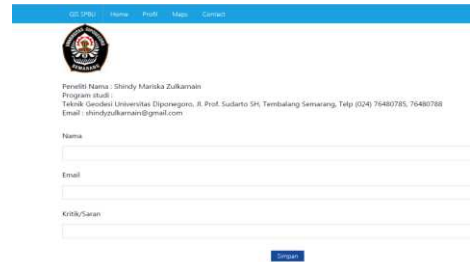 GIS SPBU Home Profil Maps Contact
SEMARANG
Peneliti Nama : Shindy Mariska Zulkarnain
Program studi :
Teknik Geodesi Universitas Diponegoro, Jl. Prof. Sudarto SH, Tembalang Semarang, Telp (024) 76480785, 76480788
Email : shindyzulkarnain@gmail.com
Nama
Email
Kritik/Saran
Simpan